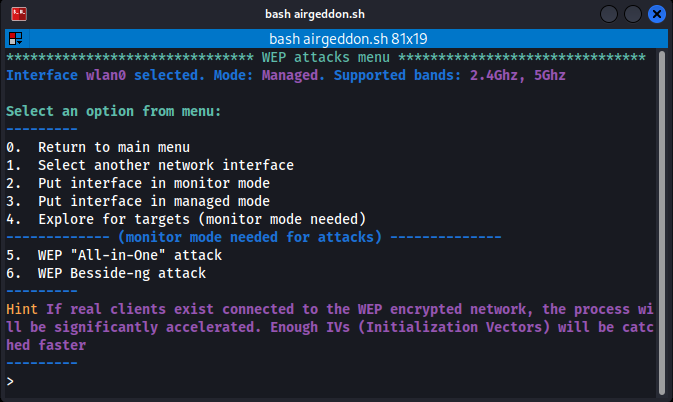 bash airgeddon.sh
bash airgeddon.sh 81x19
******************************* WEP attacks menu *******************************
Interface wlan0 selected. Mode: Managed. Supported bands: 2.4Ghz, 5Ghz
Select an option from menu:
---------
0.  Return to main menu
1.  Select another network interface
2.  Put interface in monitor mode
3.  Put interface in managed mode
4.  Explore for targets (monitor mode needed)
------------- (monitor mode needed for attacks) --------------
5.  WEP "All-in-One" attack
6.  WEP Besside-ng attack
---------
Hint If real clients exist connected to the WEP encrypted network, the process wi
ll be significantly accelerated. Enough IVs (Initialization Vectors) will be catc
hed faster
---------
>